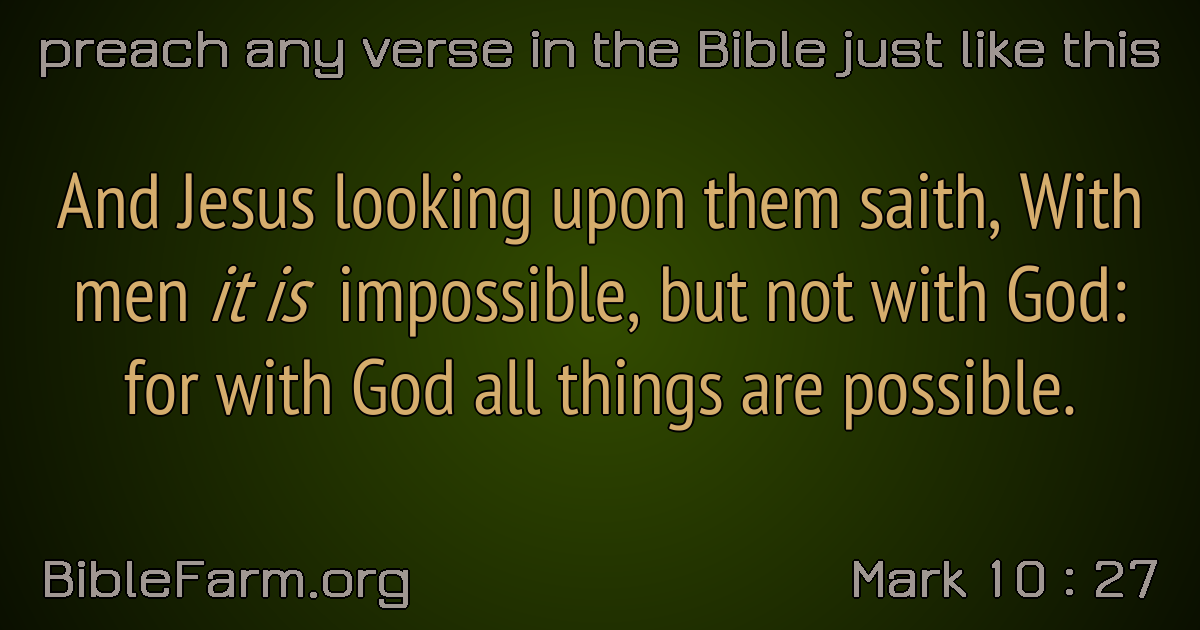 preach any verse in the Bible just like this
And Jesus looking upon them saith, With
men it is impossible, but not with God:
for with God all things are possible.
BibleFarm.org
Mark 10 : 27